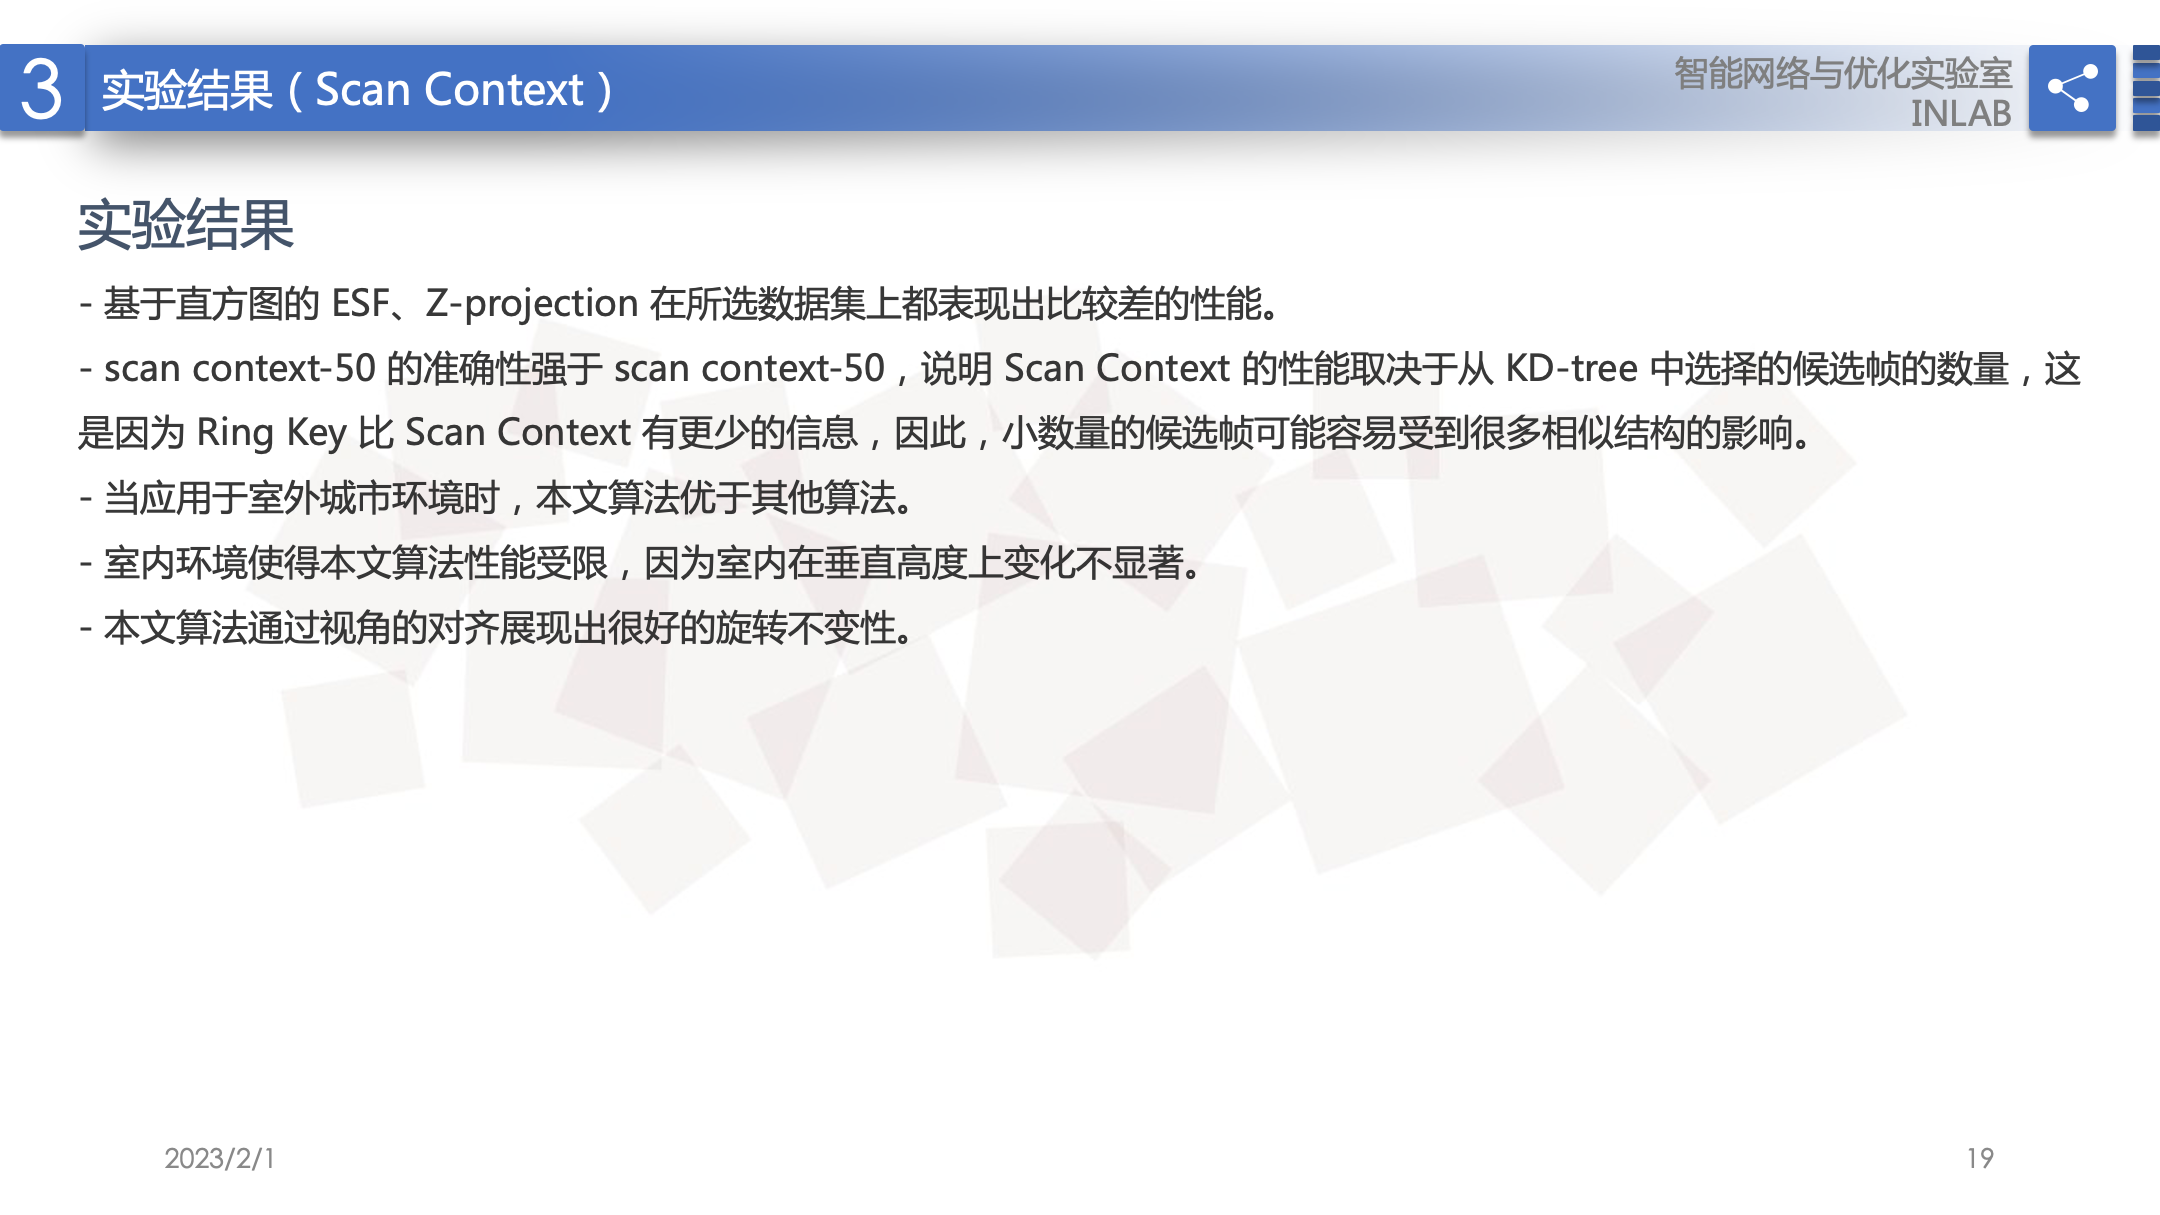 3 实验结果（Scan Context）
智能网络与优化实验室
INLAB
实验结果
- 基于直方图的 ESF、Z-projection 在所选数据集上都表现出比较差的性能。
- scan context-50 的准确性强于 scan context-50，说明 Scan Context 的性能取决于从 KD-tree 中选择的候选帧的数量，这
是因为 Ring Key 比 Scan Context 有更少的信息，因此，小数量的候选帧可能容易受到很多相似结构的影响。
- 当应用于室外城市环境时，本文算法优于其他算法。
- 室内环境使得本文算法性能受限，因为室内在垂直高度上变化不显著。
- 本文算法通过视角的对齐展现出很好的旋转不变性。
2023/2/1
19